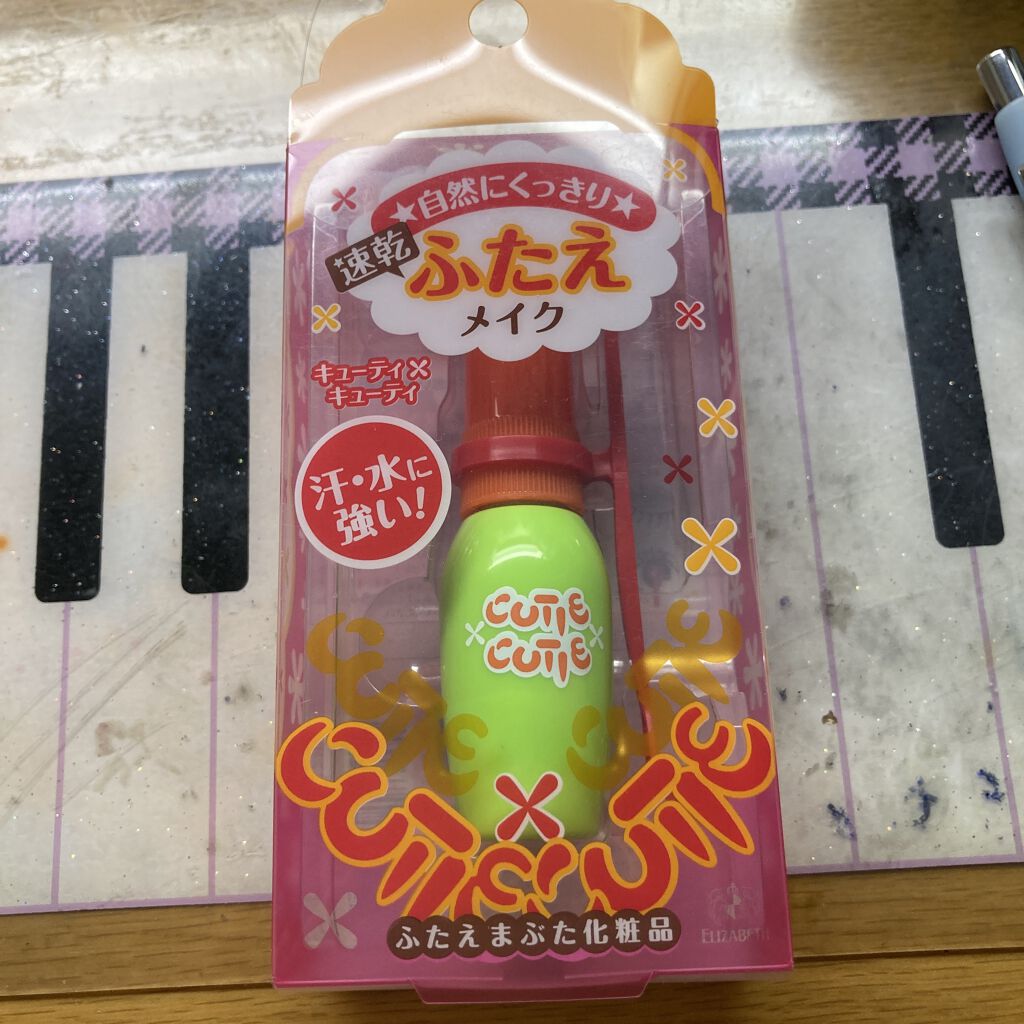 ★自然にくっきり★
速乾
ふたえ
メイク
キューティ×
キューティ
汗・水に
強い!
CUTIE
×CUTIE×
CUTIE×CUTIE
ふたえまぶた化粧品
ELIZABETH